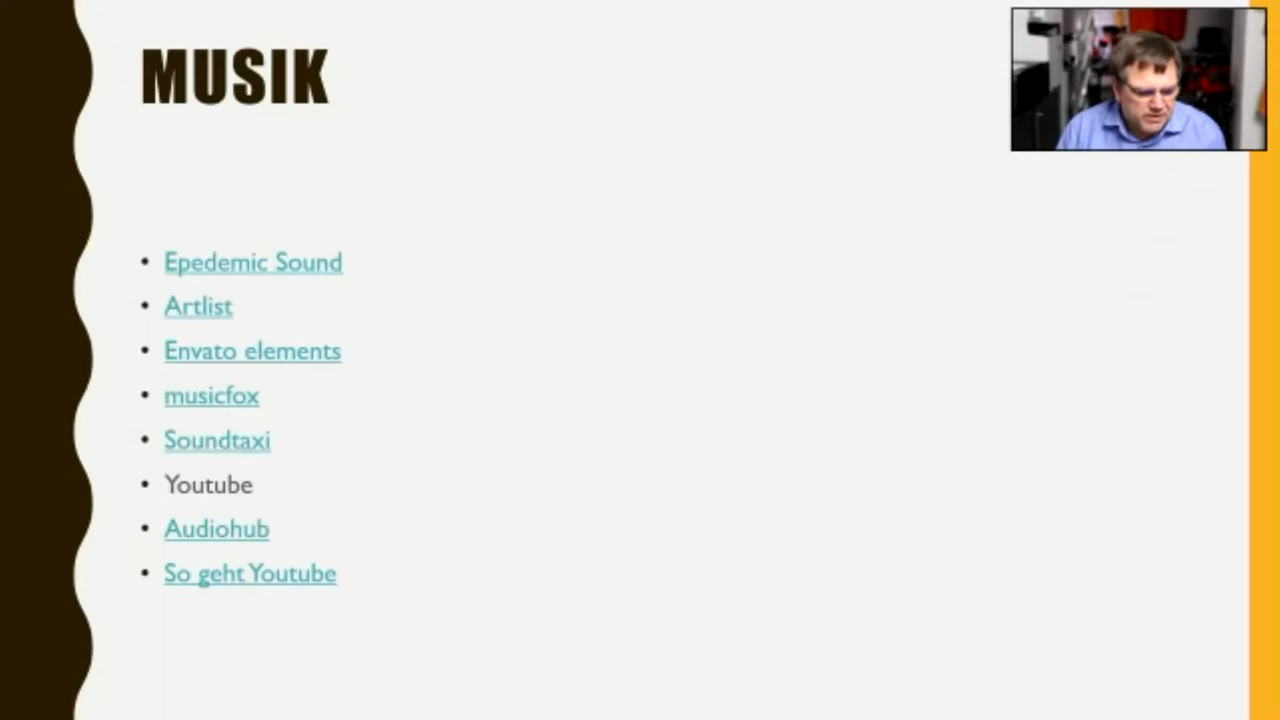 MUSIK
Epedemic Sound
Artlist
Envato elements
musicfox
Soundtaxi
Youtube
Audiohub
So geht Youtube